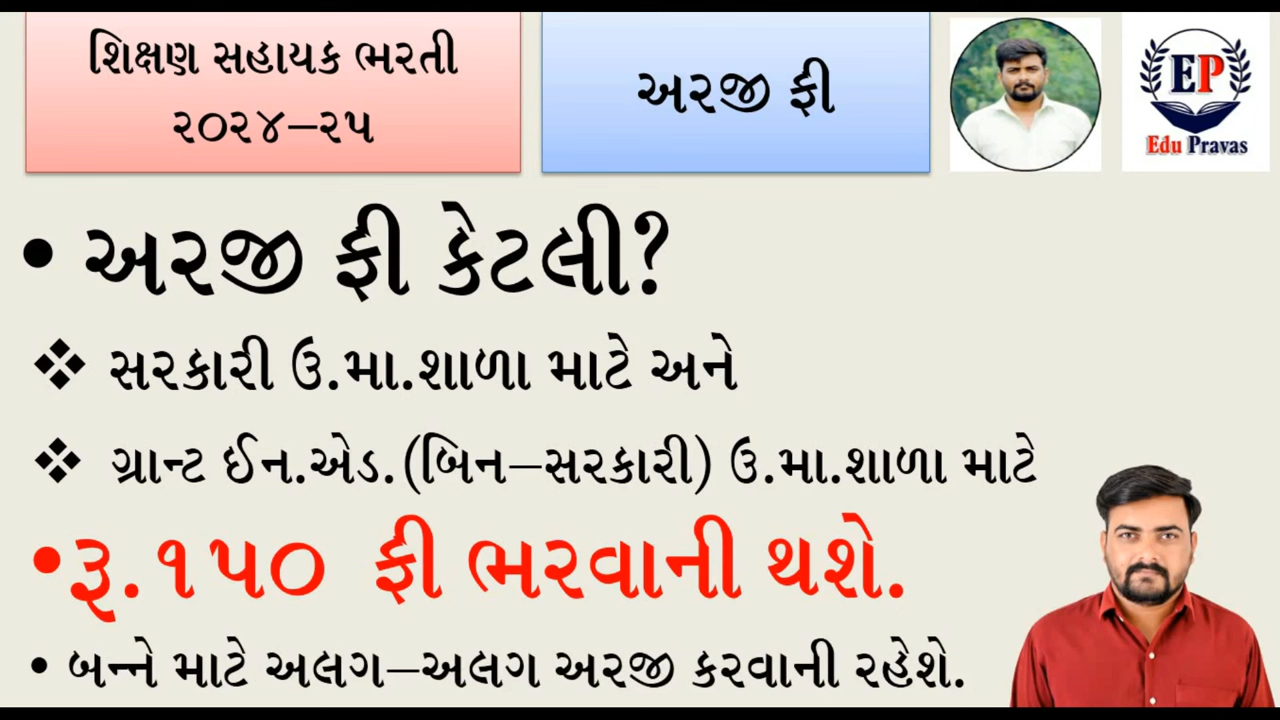 શિક્ષણ સહાયક ભરતી
૨૦૨૪–૨૫
અરજી ફી
EP
Edu Pravas
• અરજી ફી કેટલી?
❖ સરકારી ઉ.મા.શાળા માટે અને
❖ ગ્રાન્ટ ઈન.એડ.(બિન–સરકારી) ઉ.મા.શાળા માટે
•રૂ.૧૫૦ ફી ભરવાની થશે.
• બન્ને માટે અલગ–અલગ અરજી કરવાની રહેશે.